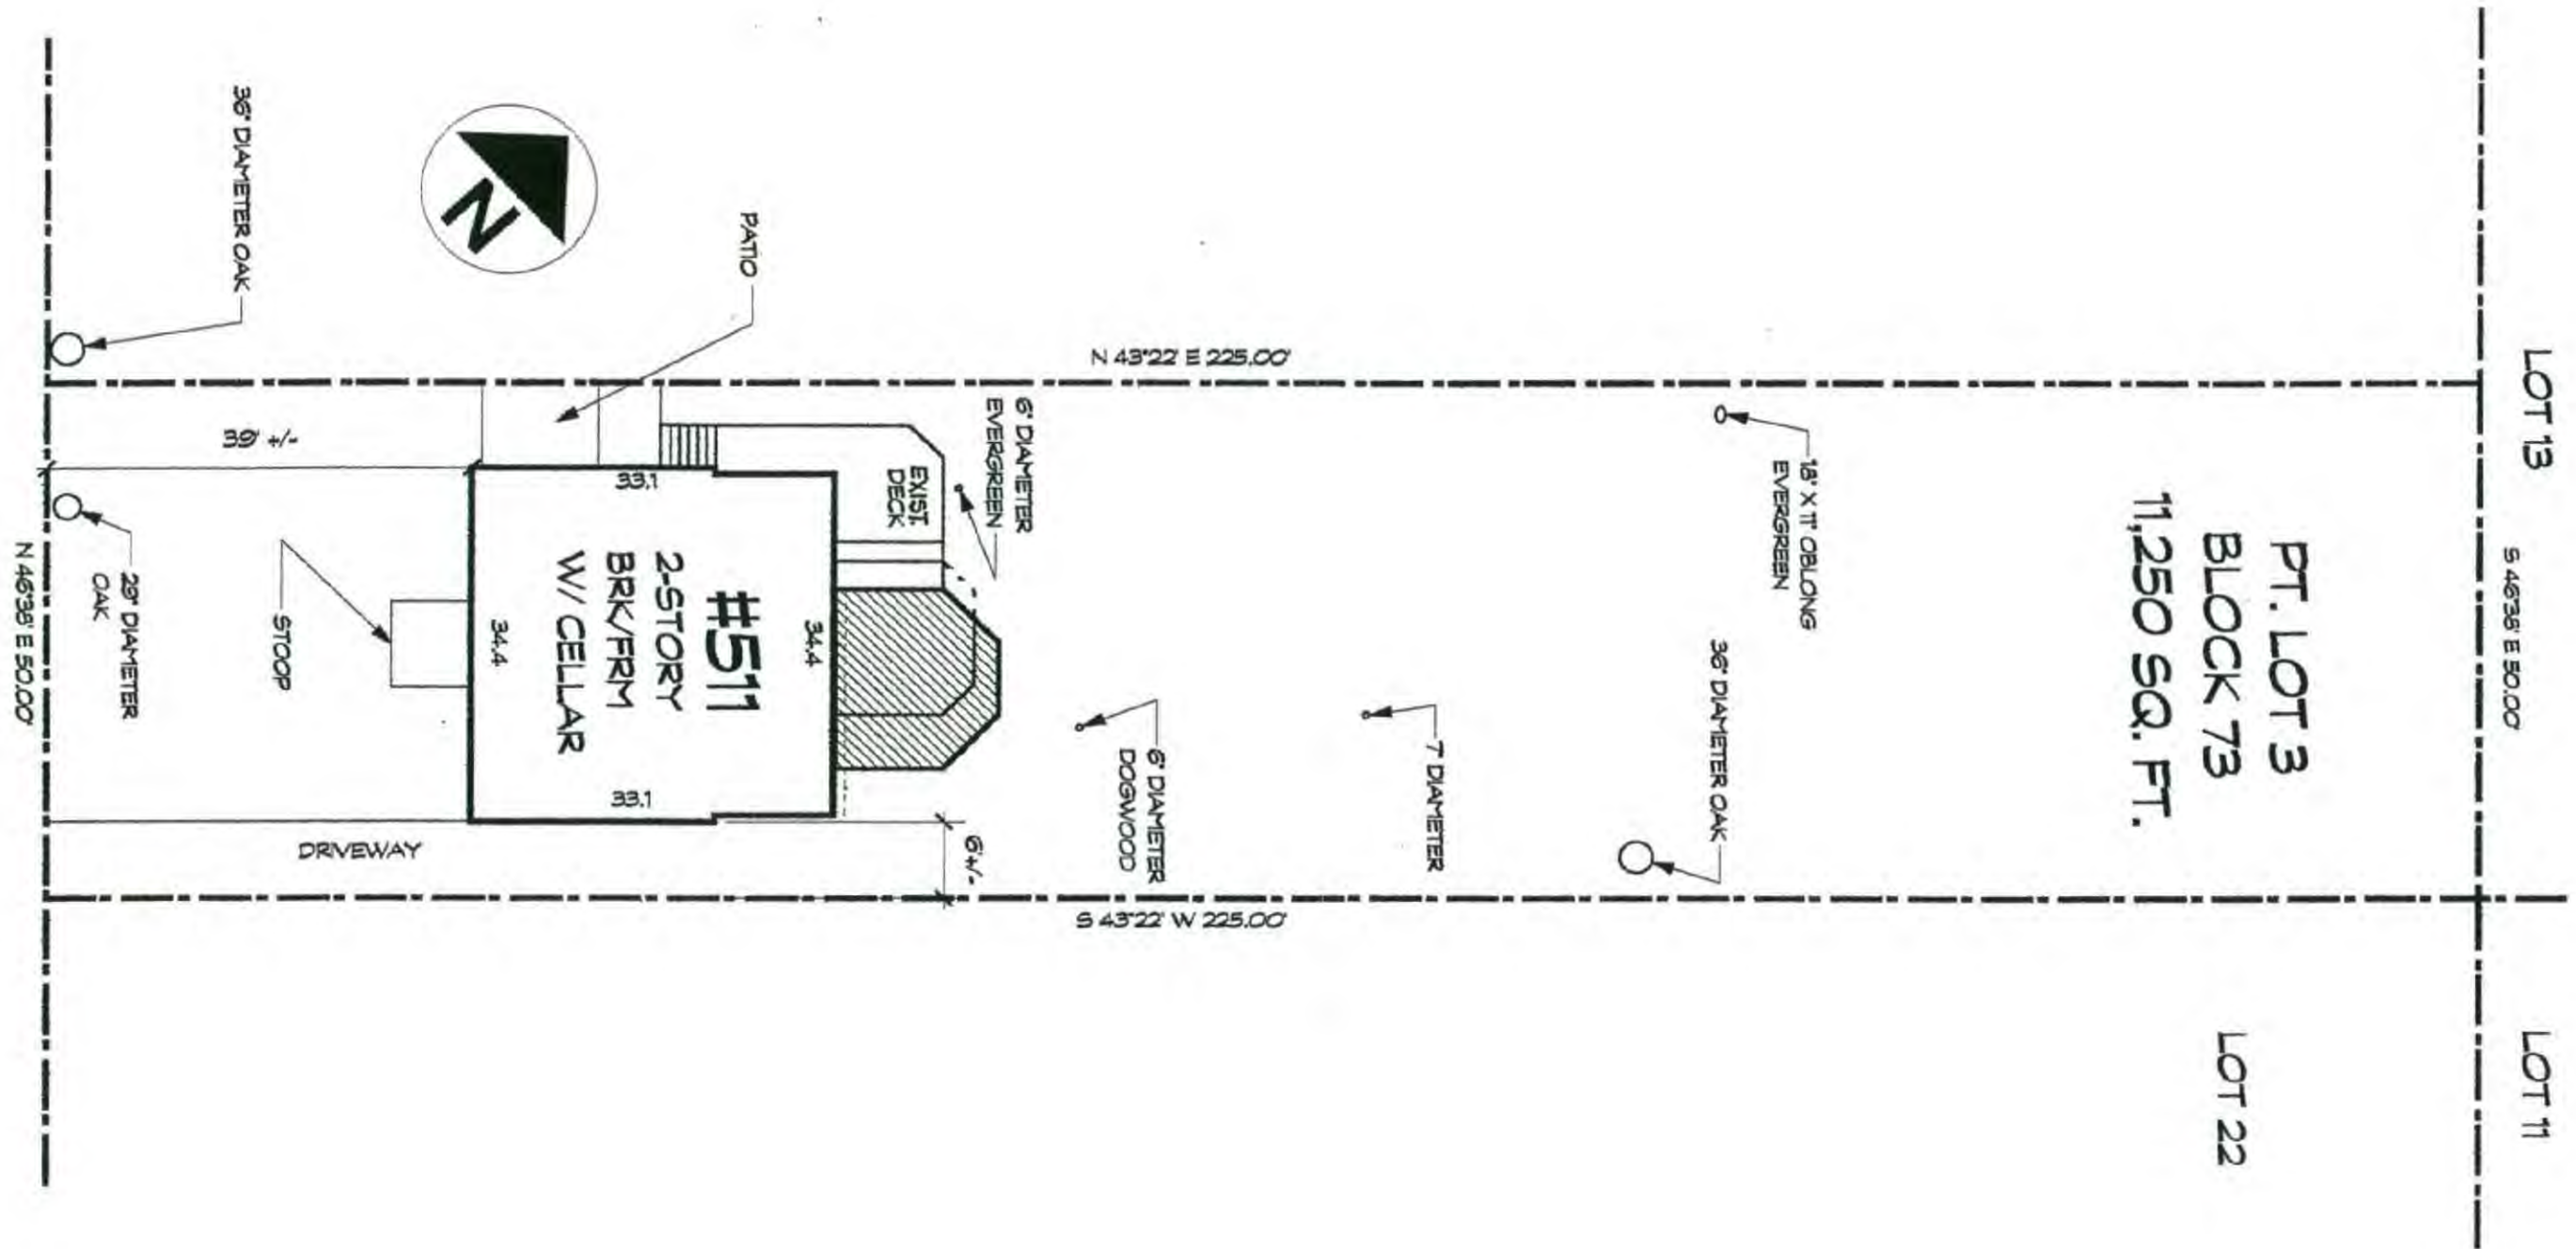 LOT 13
LOT 11
S 46°38' E 50.00'
PT. LOT 3
BLOCK 73
11,250 SQ. FT.
LOT 22
18" X 11" OBLONG
EVERGREEN
36" DIAMETER OAK
7" DIAMETER
6" DIAMETER
DOGWOOD
N 43°22' E 225.00'
S 43°22' W 225.00'
6" DIAMETER
EVERGREEN
6'+/-
EXIST.
DECK
34.4
PATIO
#511
2-STORY
BRK/FRM
W/ CELLAR
33.1
33.1
34.4
N
DRIVEWAY
STOOP
39' +/-
36" DIAMETER OAK
29" DIAMETER
OAK
N 46°38' E 50.00'